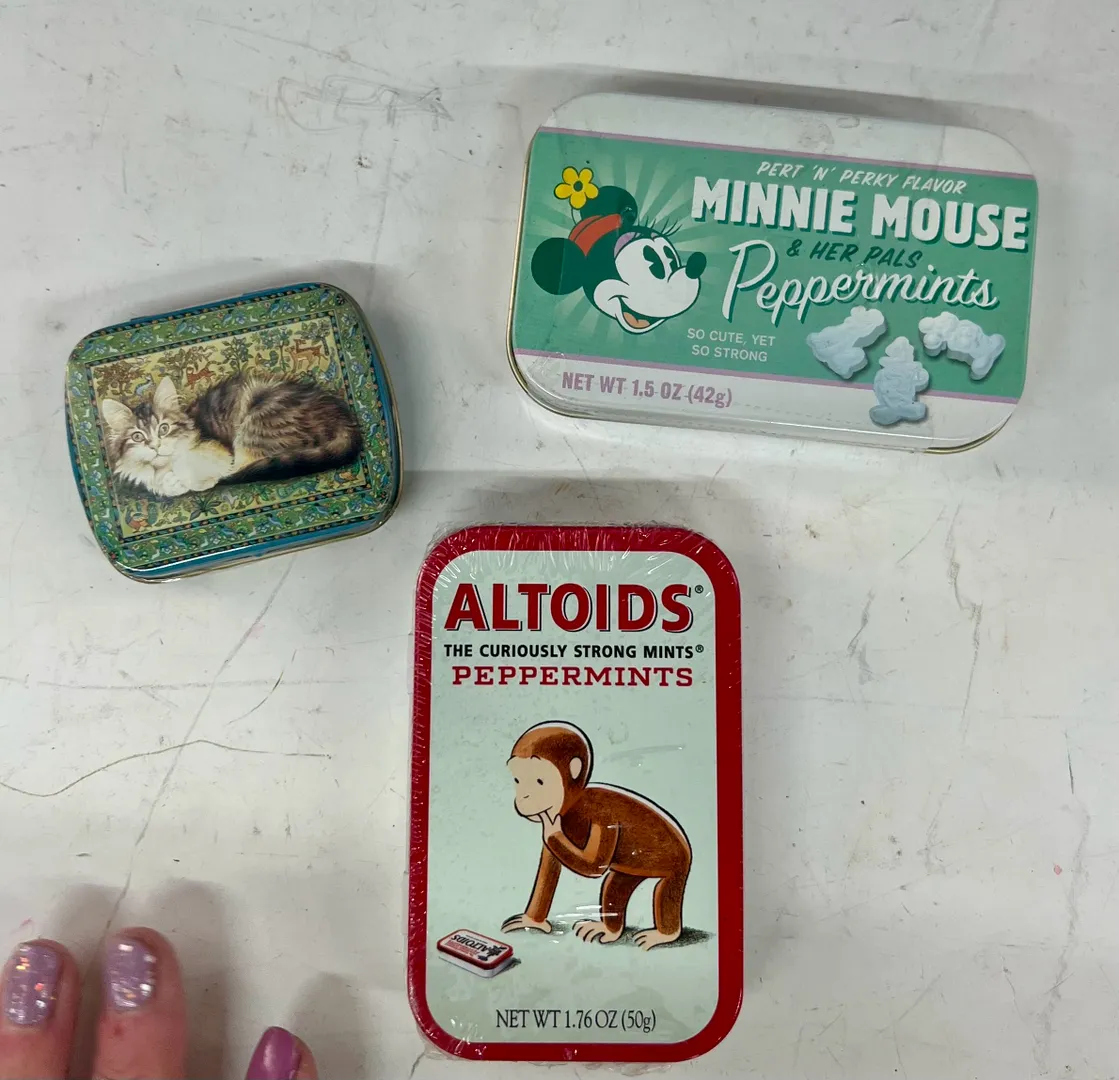 PERT 'N' PERKY FLAVOR
MINNIE MOUSE
& HER PALS
Peppermints
SO CUTE, YET
SO STRONG
NET WT 1.5 OZ (42g)
ALTOIDS®
THE CURIOUSLY STRONG MINTS®
PEPPERMINTS
ALTOIDS
NET WT 1.76 OZ (50g)